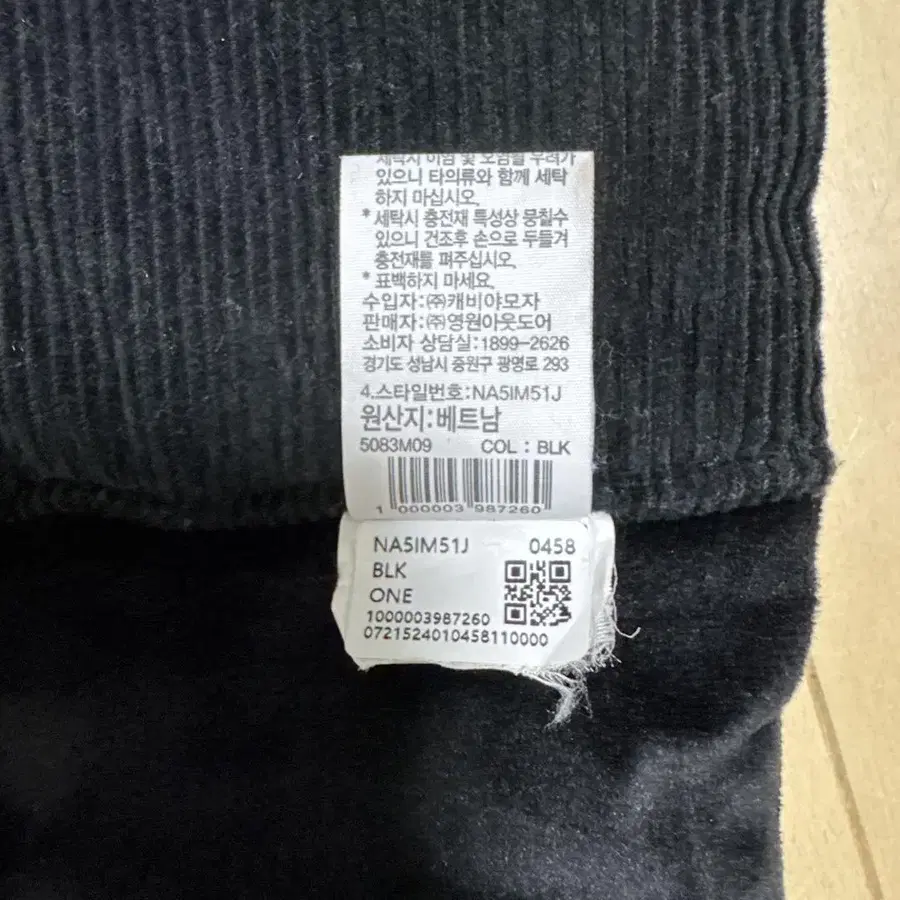 세탁시 이염 및 오염될 우려가
있으니 타의류와 함께 세탁
하지 마십시오.
*세탁시 충전재 특성상 뭉칠수
있으니 건조후 손으로 두들겨
충전재를 펴주십시오.
* 표백하지 마세요.
수입자:㈜캐비야모자
판매자:㈜영원아웃도어
소비자 상담실:1899-2626
경기도 성남시 중원구 광명로 293
4.스타일번호:NA5IM51J
원산지:베트남
5083M09 COL : BLK
1 000003 987260
NA5IM51J 0458
BLK
ONE
1000003987260
0721524010458110000